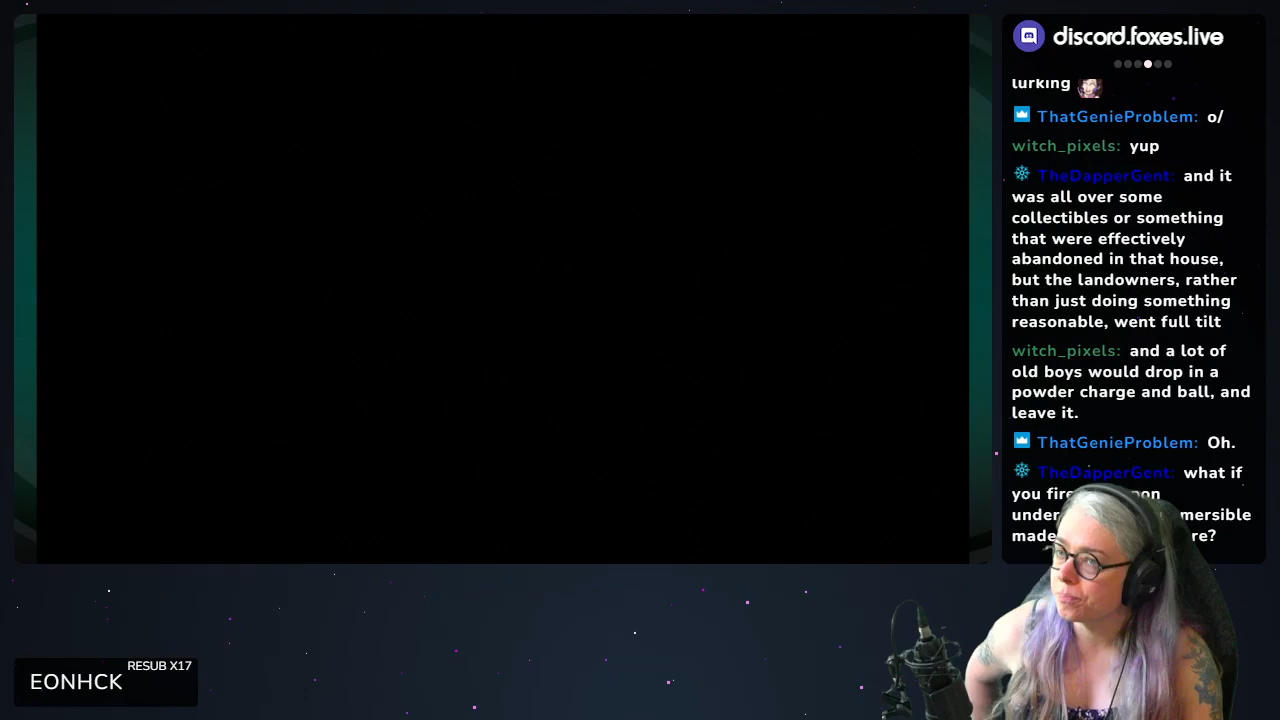 discord.foxes.live
lurking
ThatGenieProblem: o/
witch_pixels: yup
TheDapperGent: and it
was all over some
collectibles or something
that were effectively
abandoned in that house,
but the landowners, rather
than just doing something
reasonable, went full tilt
witch_pixels: and a lot of
old boys would drop in a
powder charge and ball, and
leave it.
ThatGenieProblem: Oh.
TheDapperGent: what if
you
under
made
RESUB X17
EONHCK